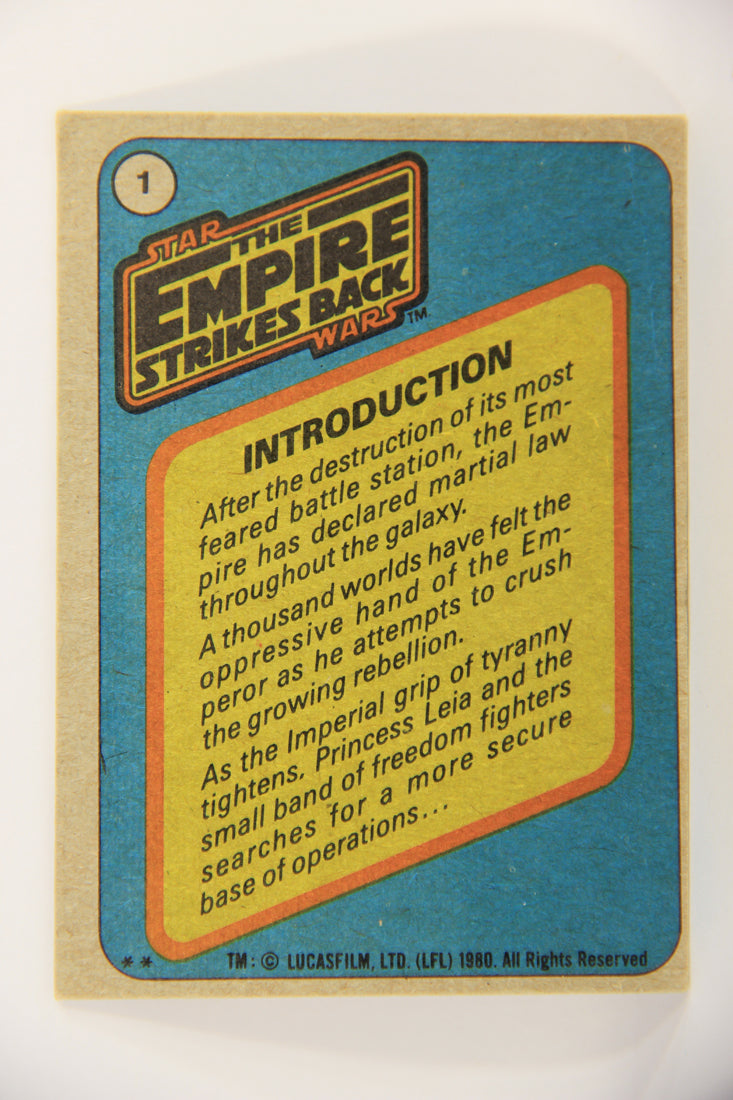 1
STAR
THE
EMPIRE
STRIKES BACK
WARS TM
INTRODUCTION
After the destruction of its most
feared battle station, the Em-
pire has declared martial law
throughout the galaxy.
A thousand worlds have felt the
oppressive hand of the Em-
peror as he attempts to crush
the growing rebellion.
As the Imperial grip of tyranny
tightens, Princess Leia and the
small band of freedom fighters
searches for a more secure
base of operations...
** TM: © LUCASFILM, LTD. (LFL) 1980. All Rights Reserved